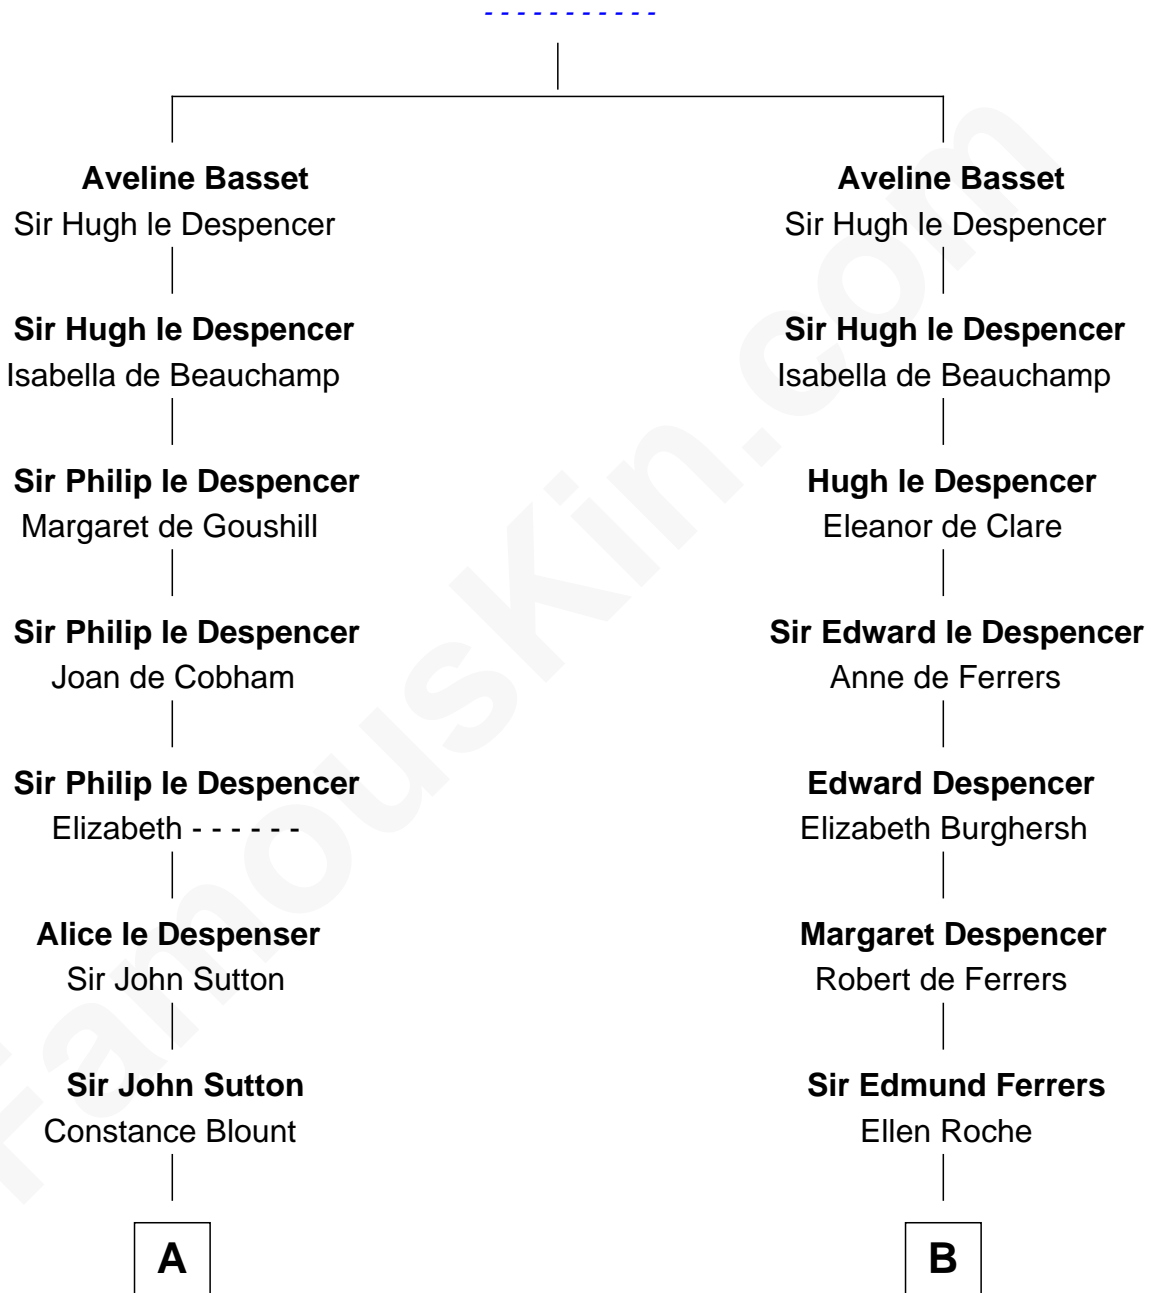 - - - - - - - - - - -
Aveline Basset
Sir Hugh le Despencer
Sir Hugh le Despencer
Isabella de Beauchamp
Sir Philip le Despencer
Margaret de Goushill
Sir Philip le Despencer
Joan de Cobham
Sir Philip le Despencer
Elizabeth - - - - - -
Alice le Despenser
Sir John Sutton
Sir John Sutton
Constance Blount
A
Aveline Basset
Sir Hugh le Despencer
Sir Hugh le Despencer
Isabella de Beauchamp
Hugh le Despencer
Eleanor de Clare
Sir Edward le Despencer
Anne de Ferrers
Edward Despencer
Elizabeth Burghersh
Margaret Despencer
Robert de Ferrers
Sir Edmund Ferrers
Ellen Roche
B
FamousKin.com